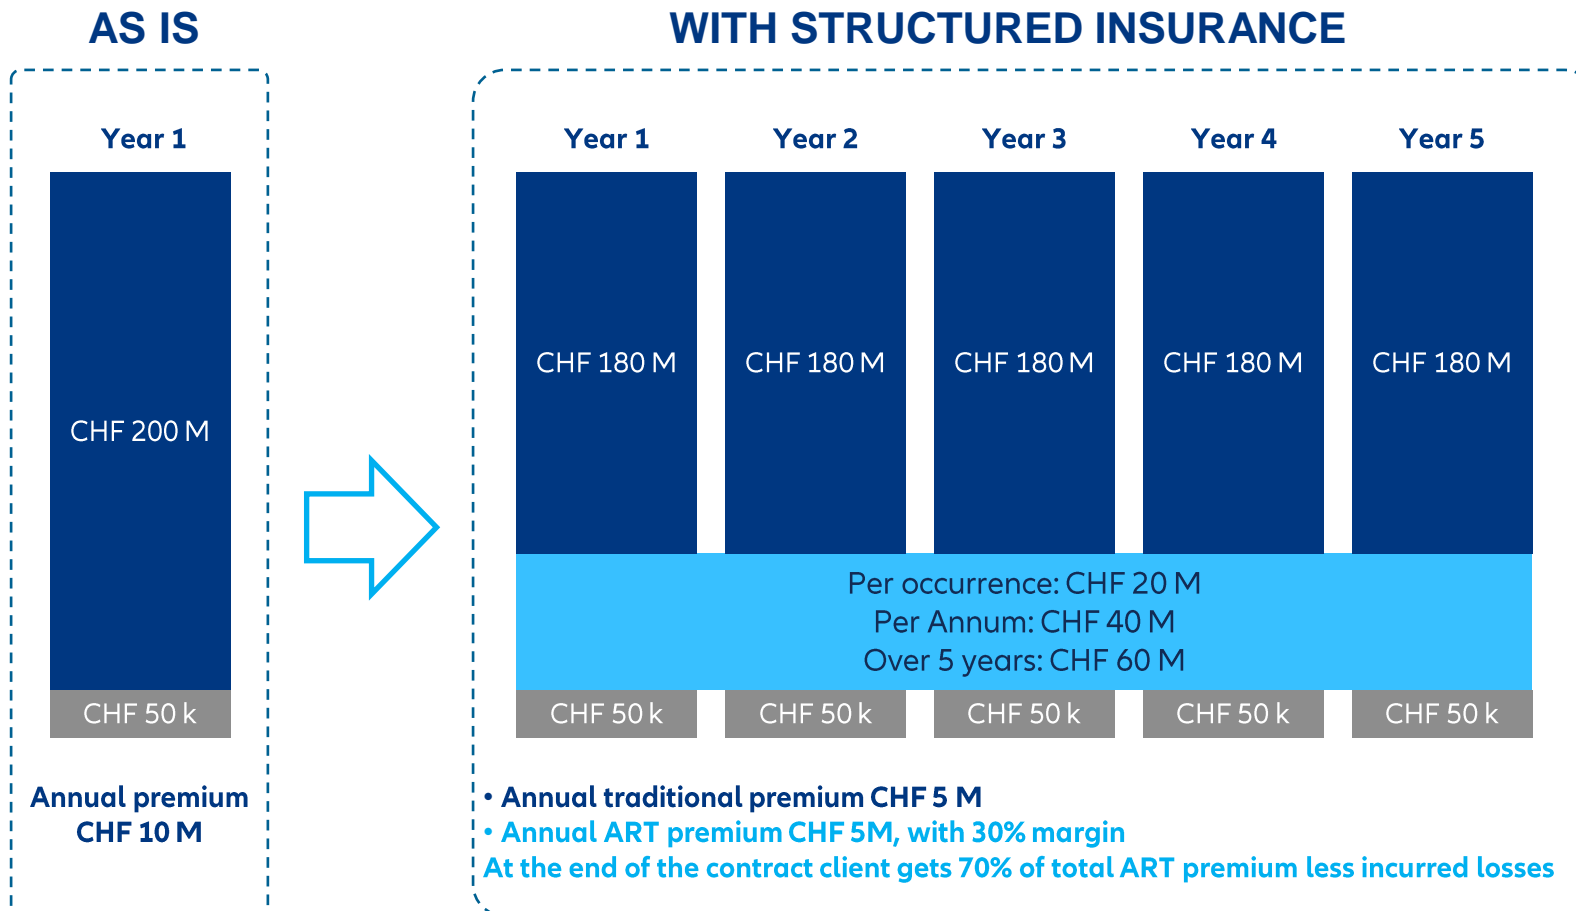 AS IS
WITH STRUCTURED INSURANCE
Year 1
Year 1
Year 2
Year 3
Year 4
Year 5
CHF 200 M
CHF 180 M
CHF 180 M
CHF 180 M
CHF 180 M
CHF 180 M
Per occurrence: CHF 20 M
Per Annum: CHF 40 M
Over 5 years: CHF 60 M
CHF 50 k
CHF 50 k
CHF 50 k
CHF 50 k
CHF 50 k
CHF 50 k
Annual premium
CHF 10 M
• Annual traditional premium CHF 5 M
• Annual ART premium CHF 5M, with 30% margin
At the end of the contract client gets 70% of total ART premium less incurred losses